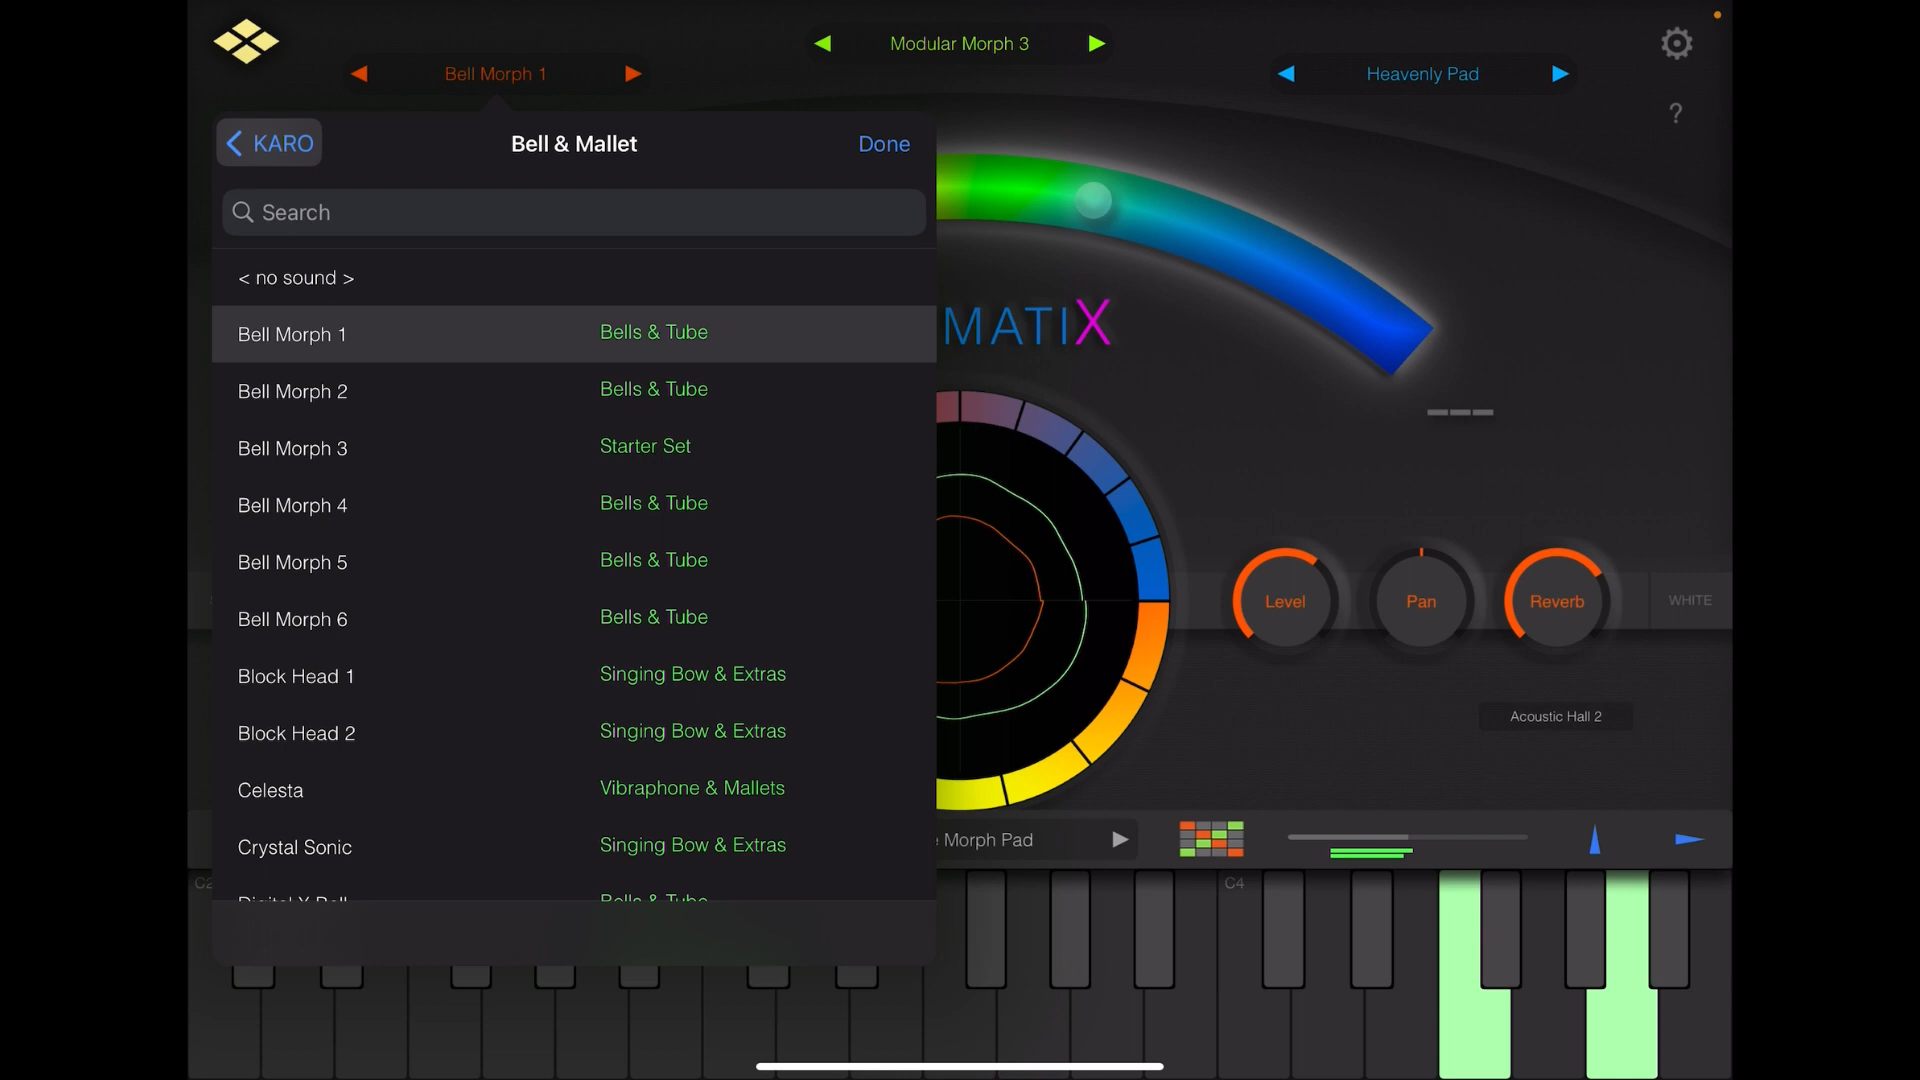 Modular Morph 3
Bell Morph 1
Heavenly Pad
?
KARO
Bell & Mallet
Done
Search
< no sound >
Bell Morph 1 Bells & Tube
Bell Morph 2 Bells & Tube
Bell Morph 3 Starter Set
Bell Morph 4 Bells & Tube
Bell Morph 5 Bells & Tube
Bell Morph 6 Bells & Tube
Block Head 1 Singing Bow & Extras
Block Head 2 Singing Bow & Extras
Celesta Vibraphone & Mallets
Crystal Sonic Singing Bow & Extras
MATIX
Level
Pan
Reverb
WHITE
Acoustic Hall 2
Morph Pad
C4